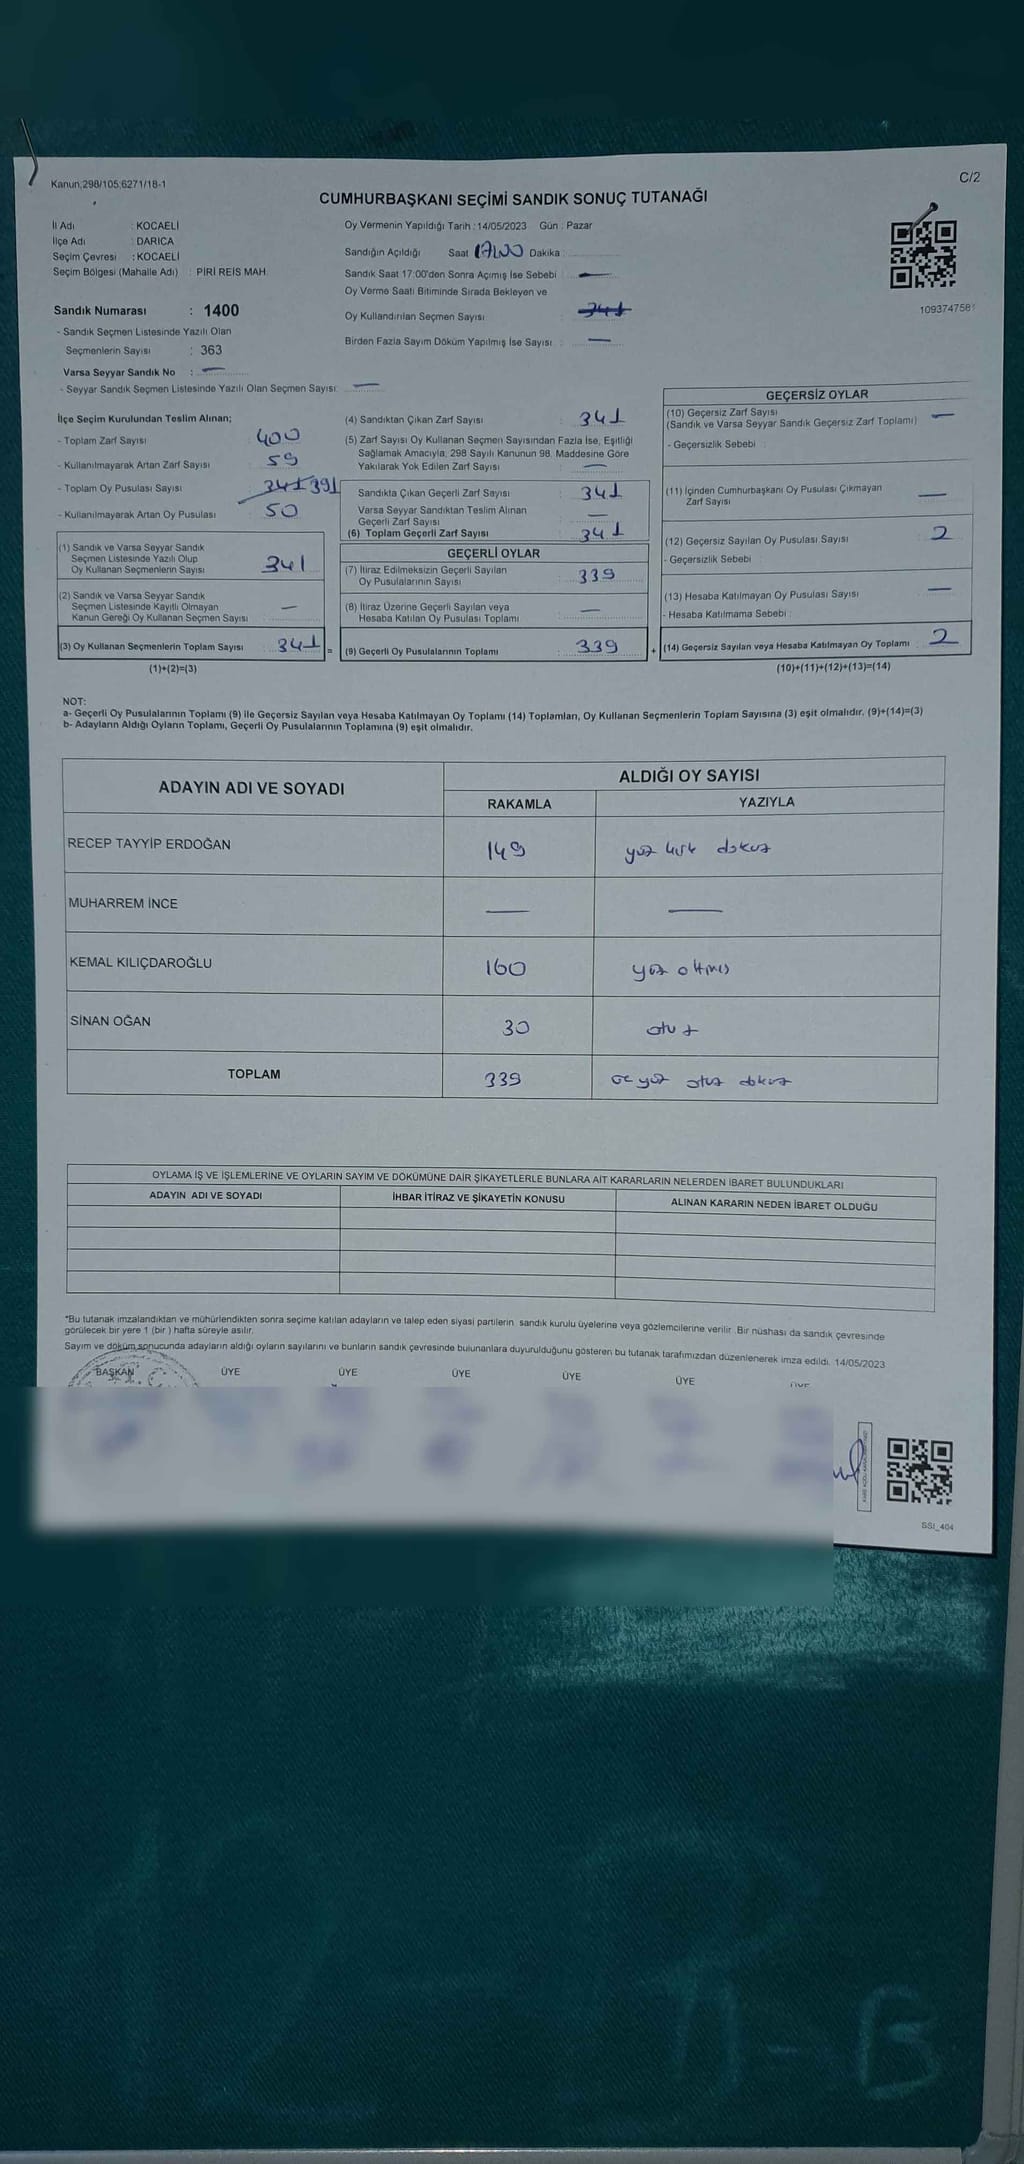 Kanun;298/105;6271/18-1
C/2
CUMHURBAŞKANI SEÇİMİ SANDIK SONUÇ TUTANAĞI
İl Adı : KOCAELİ
İlçe Adı : DARICA
Seçim Çevresi : KOCAELİ
Seçim Bölgesi (Mahalle Adı) : PİRİ REİS MAH.
Oy Vermenin Yapıldığı Tarih : 14/05/2023 Gün : Pazar
Sandığın Açıldığı Saat 17.00 Dakika :
Sandık Saat 17:00'den Sonra Açımış İse Sebebi : —
Oy Verme Saati Bitiminde Sırada Bekleyen ve
Oy Kullandırılan Seçmen Sayısı : 341
Birden Fazla Sayım Döküm Yapılmış İse Sayısı : —
109374758
Sandık Numarası : 1400
- Sandık Seçmen Listesinde Yazılı Olan
Seçmenlerin Sayısı : 363
Varsa Seyyar Sandık No : —
- Seyyar Sandık Seçmen Listesinde Yazılı Olan Seçmen Sayısı: —
İlçe Seçim Kurulundan Teslim Alınan;
- Toplam Zarf Sayısı 400
- Kullanılmayarak Artan Zarf Sayısı 59
- Toplam Oy Pusulası Sayısı 341 391
- Kullanılmayarak Artan Oy Pusulası 50
(1) Sandık ve Varsa Seyyar Sandık
Seçmen Listesinde Yazılı Olup
Oy Kullanan Seçmenlerin Sayısı 341
(2) Sandık ve Varsa Seyyar Sandık
Seçmen Listesinde Kayıtlı Olmayan
Kanun Gereği Oy Kullanan Seçmen Sayısı —
(3) Oy Kullanan Seçmenlerin Toplam Sayısı 341 =
(1)+(2)=(3)
(4) Sandıktan Çıkan Zarf Sayısı : 341
(5) Zarf Sayısı Oy Kullanan Seçmen Sayısından Fazla İse, Eşitliği
Sağlamak Amacıyla, 298 Sayılı Kanunun 98. Maddesine Göre
Yakılarak Yok Edilen Zarf Sayısı —
Sandıkta Çıkan Geçerli Zarf Sayısı : 341
Varsa Seyyar Sandıktan Teslim Alınan
Geçerli Zarf Sayısı —
(6) Toplam Geçerli Zarf Sayısı 341
GEÇERLİ OYLAR
(7) İtiraz Edilmeksizin Geçerli Sayılan
Oy Pusulalarının Sayısı : 339
(8) İtiraz Üzerine Geçerli Sayılan veya
Hesaba Katılan Oy Pusulası Toplamı : —
(9) Geçerli Oy Pusulalarının Toplamı : 339 +
GEÇERSİZ OYLAR
(10) Geçersiz Zarf Sayısı
(Sandık ve Varsa Seyyar Sandık Geçersiz Zarf Toplamı) —
- Geçersizlik Sebebi :
(11) İçinden Cumhurbaşkanı Oy Pusulası Çıkmayan
Zarf Sayısı —
(12) Geçersiz Sayılan Oy Pusulası Sayısı : 2
- Geçersizlik Sebebi :
(13) Hesaba Katılmayan Oy Pusulası Sayısı —
- Hesaba Katılmama Sebebi :
(14) Geçersiz Sayılan veya Hesaba Katılmayan Oy Toplamı : 2
(10)+(11)+(12)+(13)=(14)
NOT:
a- Geçerli Oy Pusulalarının Toplamı (9) ile Geçersiz Sayılan veya Hesaba Katılmayan Oy Toplamı (14) Toplamları, Oy Kullanan Seçmenlerin Toplam Sayısına (3) eşit olmalıdır. (9)+(14)=(3)
b- Adayların Aldığı Oyların Toplamı, Geçerli Oy Pusulalarının Toplamına (9) eşit olmalıdır.
ADAYIN ADI VE SOYADI
ALDIĞI OY SAYISI
RAKAMLA YAZIYLA
RECEP TAYYİP ERDOĞAN 149 yüz kırk dokuz
MUHARREM İNCE — —
KEMAL KILIÇDAROĞLU 160 yüz altmış
SİNAN OĞAN 30 otuz
TOPLAM 339 üç yüz otuz dokuz
OYLAMA İŞ VE İŞLEMLERİNE VE OYLARIN SAYIM VE DÖKÜMÜNE DAİR ŞİKAYETLERLE BUNLARA AİT KARARLARIN NELERDEN İBARET BULUNDUKLARI
ADAYIN ADI VE SOYADI İHBAR İTİRAZ VE ŞİKAYETİN KONUSU ALINAN KARARIN NEDEN İBARET OLDUĞU
*Bu tutanak imzalandıktan ve mühürlendikten sonra seçime katılan adayların ve talep eden siyasi partilerin sandık kurulu üyelerine veya gözlemcilerine verilir. Bir nüshası da sandık çevresinde
görülecek bir yere 1 (bir ) hafta süreyle asılır.
Sayım ve döküm sonucunda adayların aldığı oyların sayılarını ve bunların sandık çevresinde bulunanlara duyurulduğunu gösteren bu tutanak tarafımızdan düzenlenerek imza edildi. 14/05/2023
BAŞKAN ÜYE ÜYE ÜYE ÜYE ÜYE ÜYE
SSI_404
12 - B